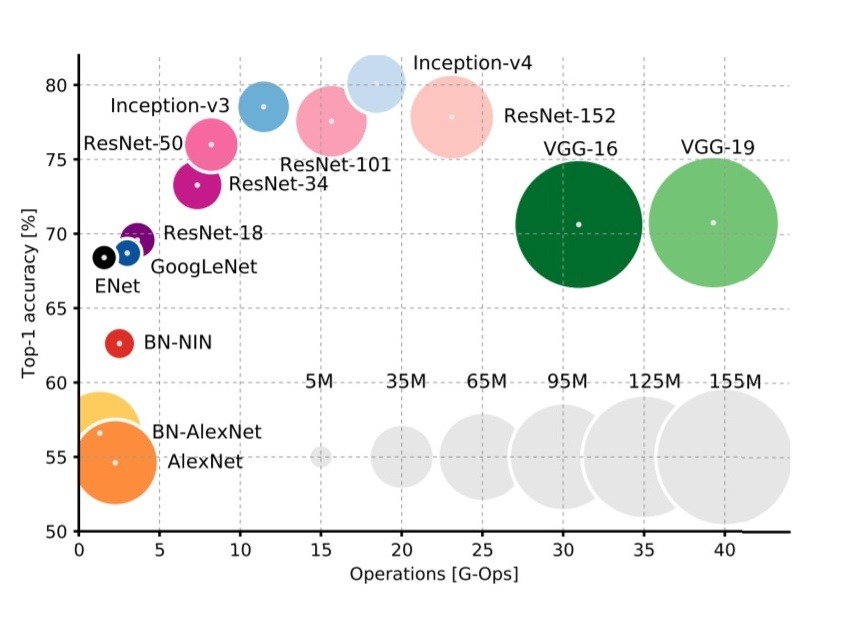 Inception-v4
80
Inception-v3
ResNet-152
ResNet-50
VGG-16
VGG-19
75
ResNet-101
ResNet-34
70
ResNet-18
GoogLeNet
ENet
65
BN-NIN
60
5M 35M 65M 95M 125M 155M
BN-AlexNet
55
AlexNet
50
0 5 10 15 20 25 30 35 40
Operations [G-Ops]
Top-1 accuracy [%]